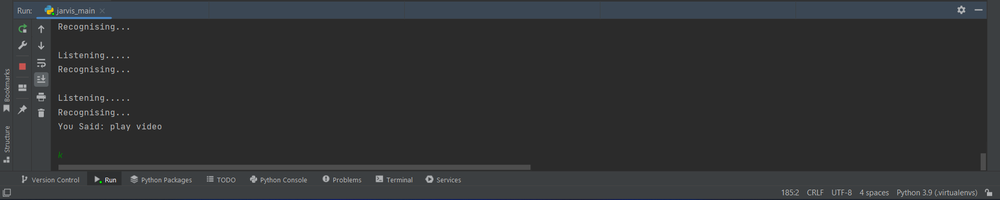 Run: jarvis_main
Recognising...
Listening.....
Recognising...
Listening.....
Recognising...
You Said: play video
k
Bookmarks
Structure
Version Control Run Python Packages TODO Python Console Problems Terminal Services
185:2 CRLF UTF-8 4 spaces Python 3.9 (.virtualenvs)